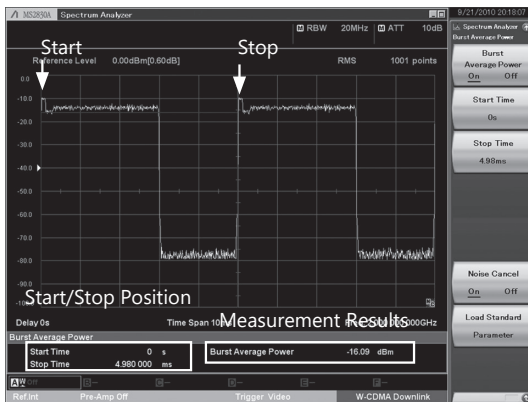 MS2830A Spectrum Analyzer
9/21/2010 20:18:07
RBW 20MHz ATT 10dB
Spectrum Analyzer
Burst Average Power
Start
Stop
Reference Level 0.00dBm[0.60dB]
RMS 1001 points
Burst
Average Power
On Off
0.0
-10.0
-20.0
-30.0
-40.0
-50.0
-60.0
-70.0
-80.0
-90.0
Start Time
0s
Stop Time
4.98ms
Noise Cancel
On Off
Load Standard
Parameter
Start/Stop Position
Measurement Results
Delay 0s
Time Span
Burst Average Power
Start Time 0 s
Stop Time 4.980 000 ms
Burst Average Power -16.09 dBm
Off
Ref.Int Pre-Amp Off Trigger Video W-CDMA Downlink